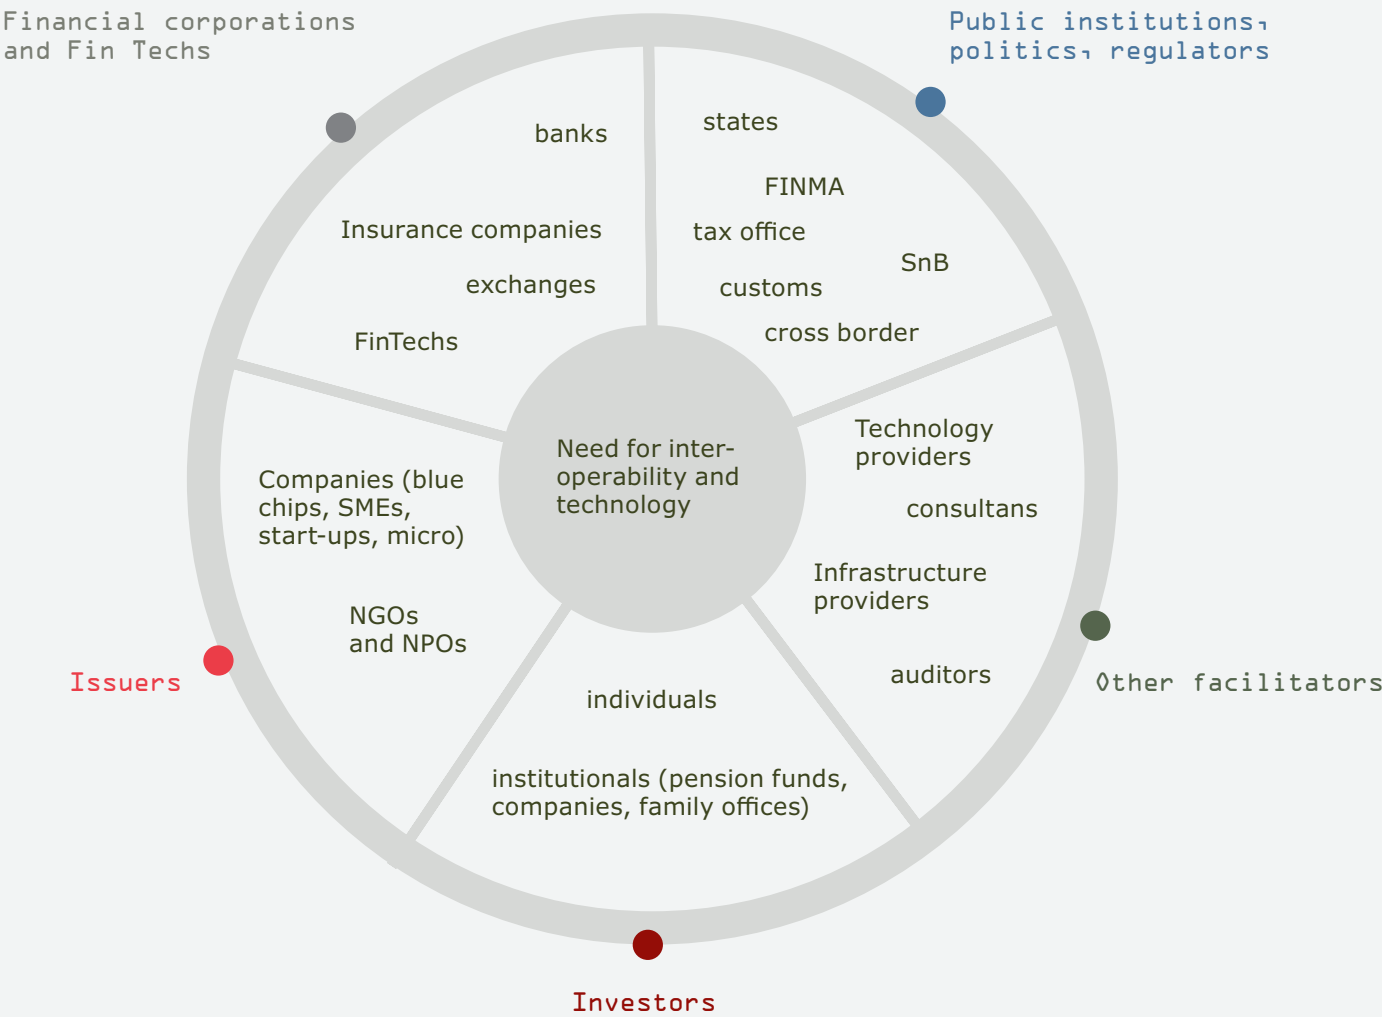 Financial corporations
and Fin Techs
Public institutions,
politics, regulators
banks
Insurance companies
exchanges
FinTechs
states
FINMA
tax office
SnB
customs
cross border
Need for inter-
operability and
technology
Technology
providers
consultans
Infrastructure
providers
auditors
Other facilitators
Companies (blue
chips, SMEs,
start-ups, micro)
NGOs
and NPOs
Issuers
individuals
institutionals (pension funds,
companies, family offices)
Investors